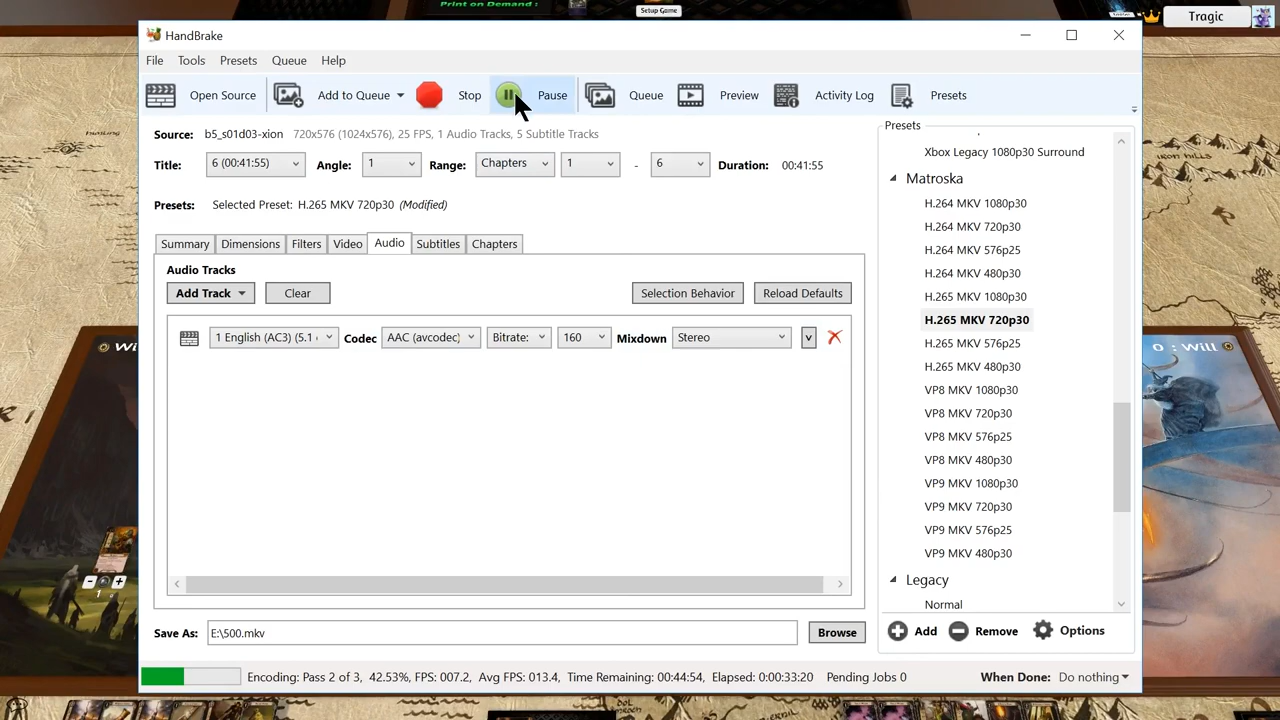 Print on Demand :
Setup Game
Tragic
HandBrake
File Tools Presets Queue Help
Open Source Add to Queue Stop Pause Queue Preview Activity Log Presets
Source: b5_s01d03-xion 720x576 (1024x576), 25 FPS, 1 Audio Tracks, 5 Subtitle Tracks
Title: 6 (00:41:55) Angle: 1 Range: Chapters 1 - 6 Duration: 00:41:55
Presets: Selected Preset: H.265 MKV 720p30 (Modified)
Summary Dimensions Filters Video Audio Subtitles Chapters
Audio Tracks
Add Track Clear Selection Behavior Reload Defaults
1 English (AC3) (5.1 Codec AAC (avcodec) Bitrate: 160 Mixdown Stereo
Save As: E:\500.mkv Browse
Presets
Xbox Legacy 1080p30 Surround
Matroska
H.264 MKV 1080p30
H.264 MKV 720p30
H.264 MKV 576p25
H.264 MKV 480p30
H.265 MKV 1080p30
H.265 MKV 720p30
H.265 MKV 576p25
H.265 MKV 480p30
VP8 MKV 1080p30
VP8 MKV 720p30
VP8 MKV 576p25
VP8 MKV 480p30
VP9 MKV 1080p30
VP9 MKV 720p30
VP9 MKV 576p25
VP9 MKV 480p30
Legacy
Normal
Add Remove Options
Encoding: Pass 2 of 3, 42.53%, FPS: 007.2, Avg FPS: 013.4, Time Remaining: 00:44:54, Elapsed: 0:00:33:20 Pending Jobs 0 When Done: Do nothing
Wi
- +
1
0 : Will
IRON HILLS